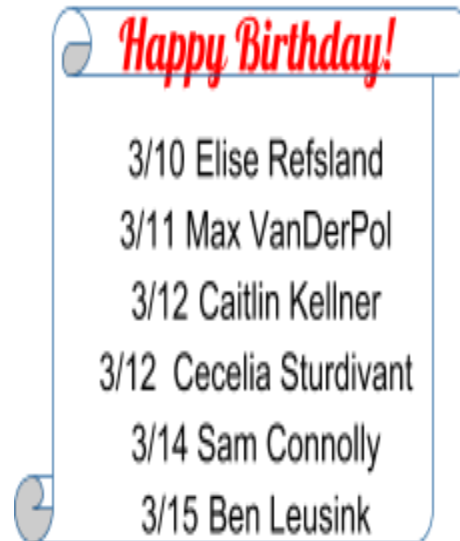 Happy Birthday!
3/10 Elise Refsland
3/11 Max VanDerPol
3/12 Caitlin Kellner
3/12  Cecelia Sturdivant
3/14 Sam Connolly
3/15 Ben Leusink